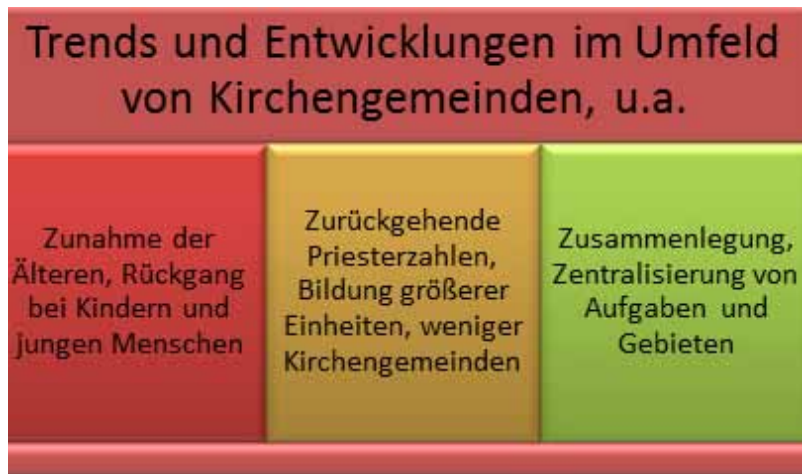 Trends und Entwicklungen im Umfeld
von Kirchengemeinden, u.a.
Zunahme der
Älteren, Rückgang
bei Kindern und
jungen Menschen
Zurückgehende
Priesterzahlen,
Bildung größerer
Einheiten, weniger
Kirchengemeinden
Zusammenlegung,
Zentralisierung von
Aufgaben und
Gebieten